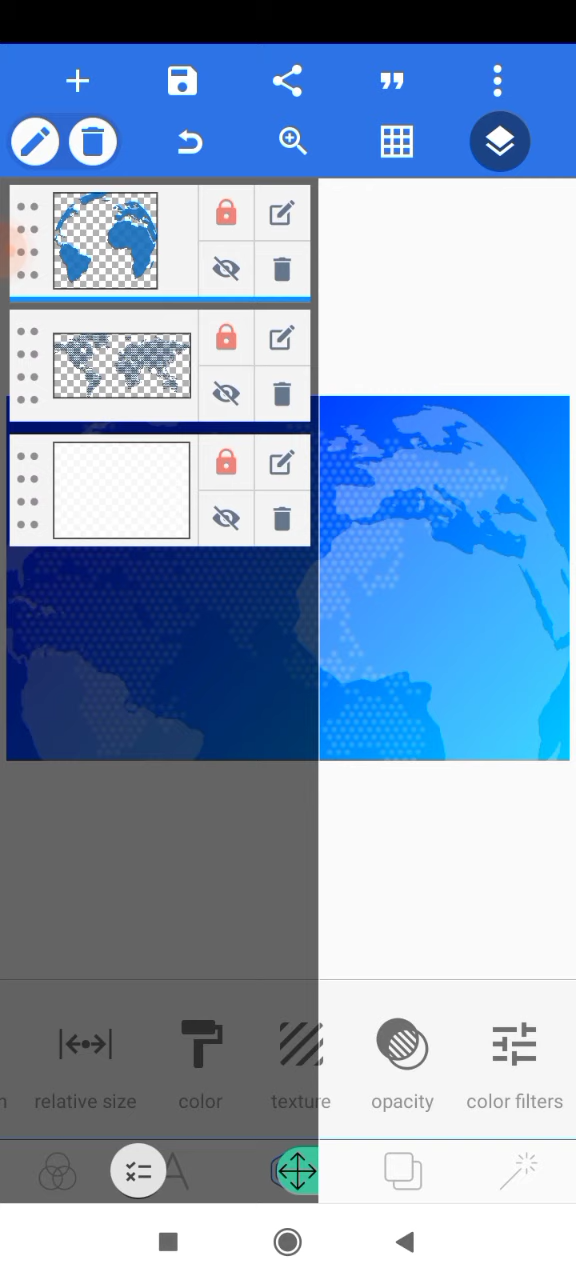 relative size
color
texture
opacity
color filters